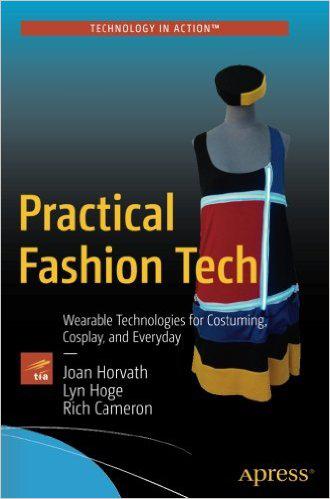 TECHNOLOGY IN ACTION™
Practical
Fashion Tech
Wearable Technologies for Costuming,
Cosplay, and Everyday
tia
Joan Horvath
Lyn Hoge
Rich Cameron
Apress®